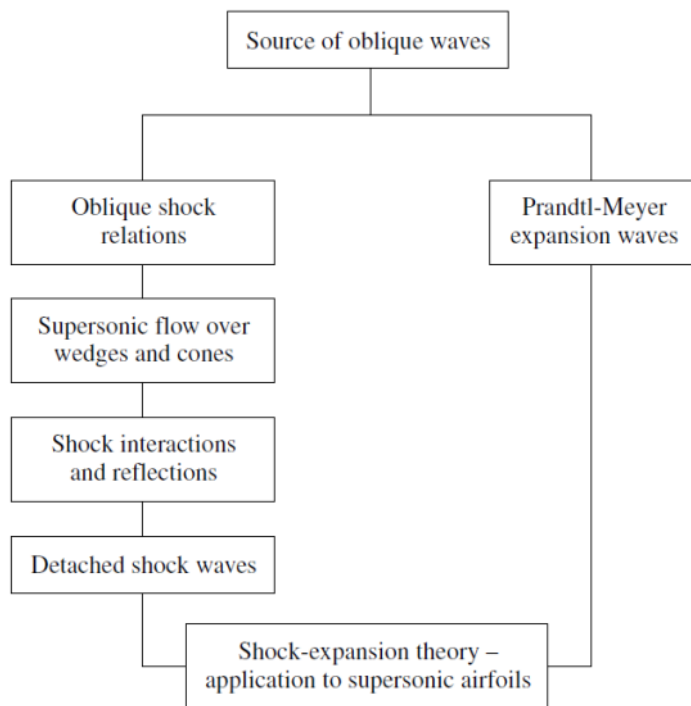 Source of oblique waves
Oblique shock
relations
Prandtl-Meyer
expansion waves
Supersonic flow over
wedges and cones
Shock interactions
and reflections
Detached shock waves
Shock-expansion theory –
application to supersonic airfoils